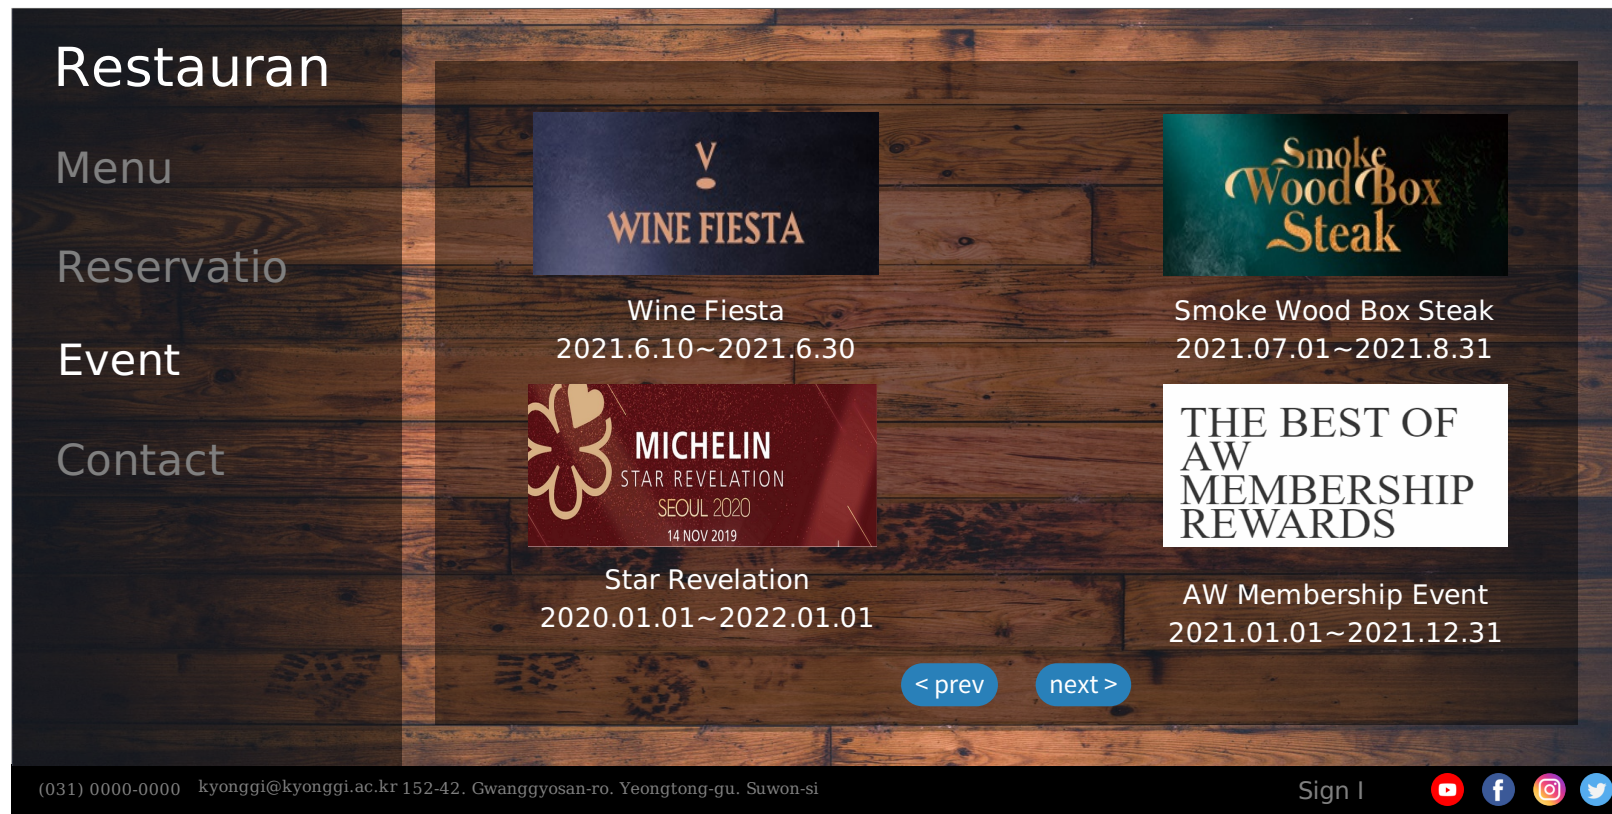 Restauran
Menu
Reservatio
Event
Contact
WINE FIESTA
Wine Fiesta
2021.6.10~2021.6.30
Smoke
Wood Box
Steak
Smoke Wood Box Steak
2021.07.01~2021.8.31
MICHELIN
STAR REVELATION
SEOUL 2020
14 NOV 2019
Star Revelation
2020.01.01~2022.01.01
THE BEST OF
AW
MEMBERSHIP
REWARDS
AW Membership Event
2021.01.01~2021.12.31
< prev
next >
(031) 0000-0000 kyonggi@kyonggi.ac.kr 152-42. Gwanggyosan-ro. Yeongtong-gu. Suwon-si
Sign I